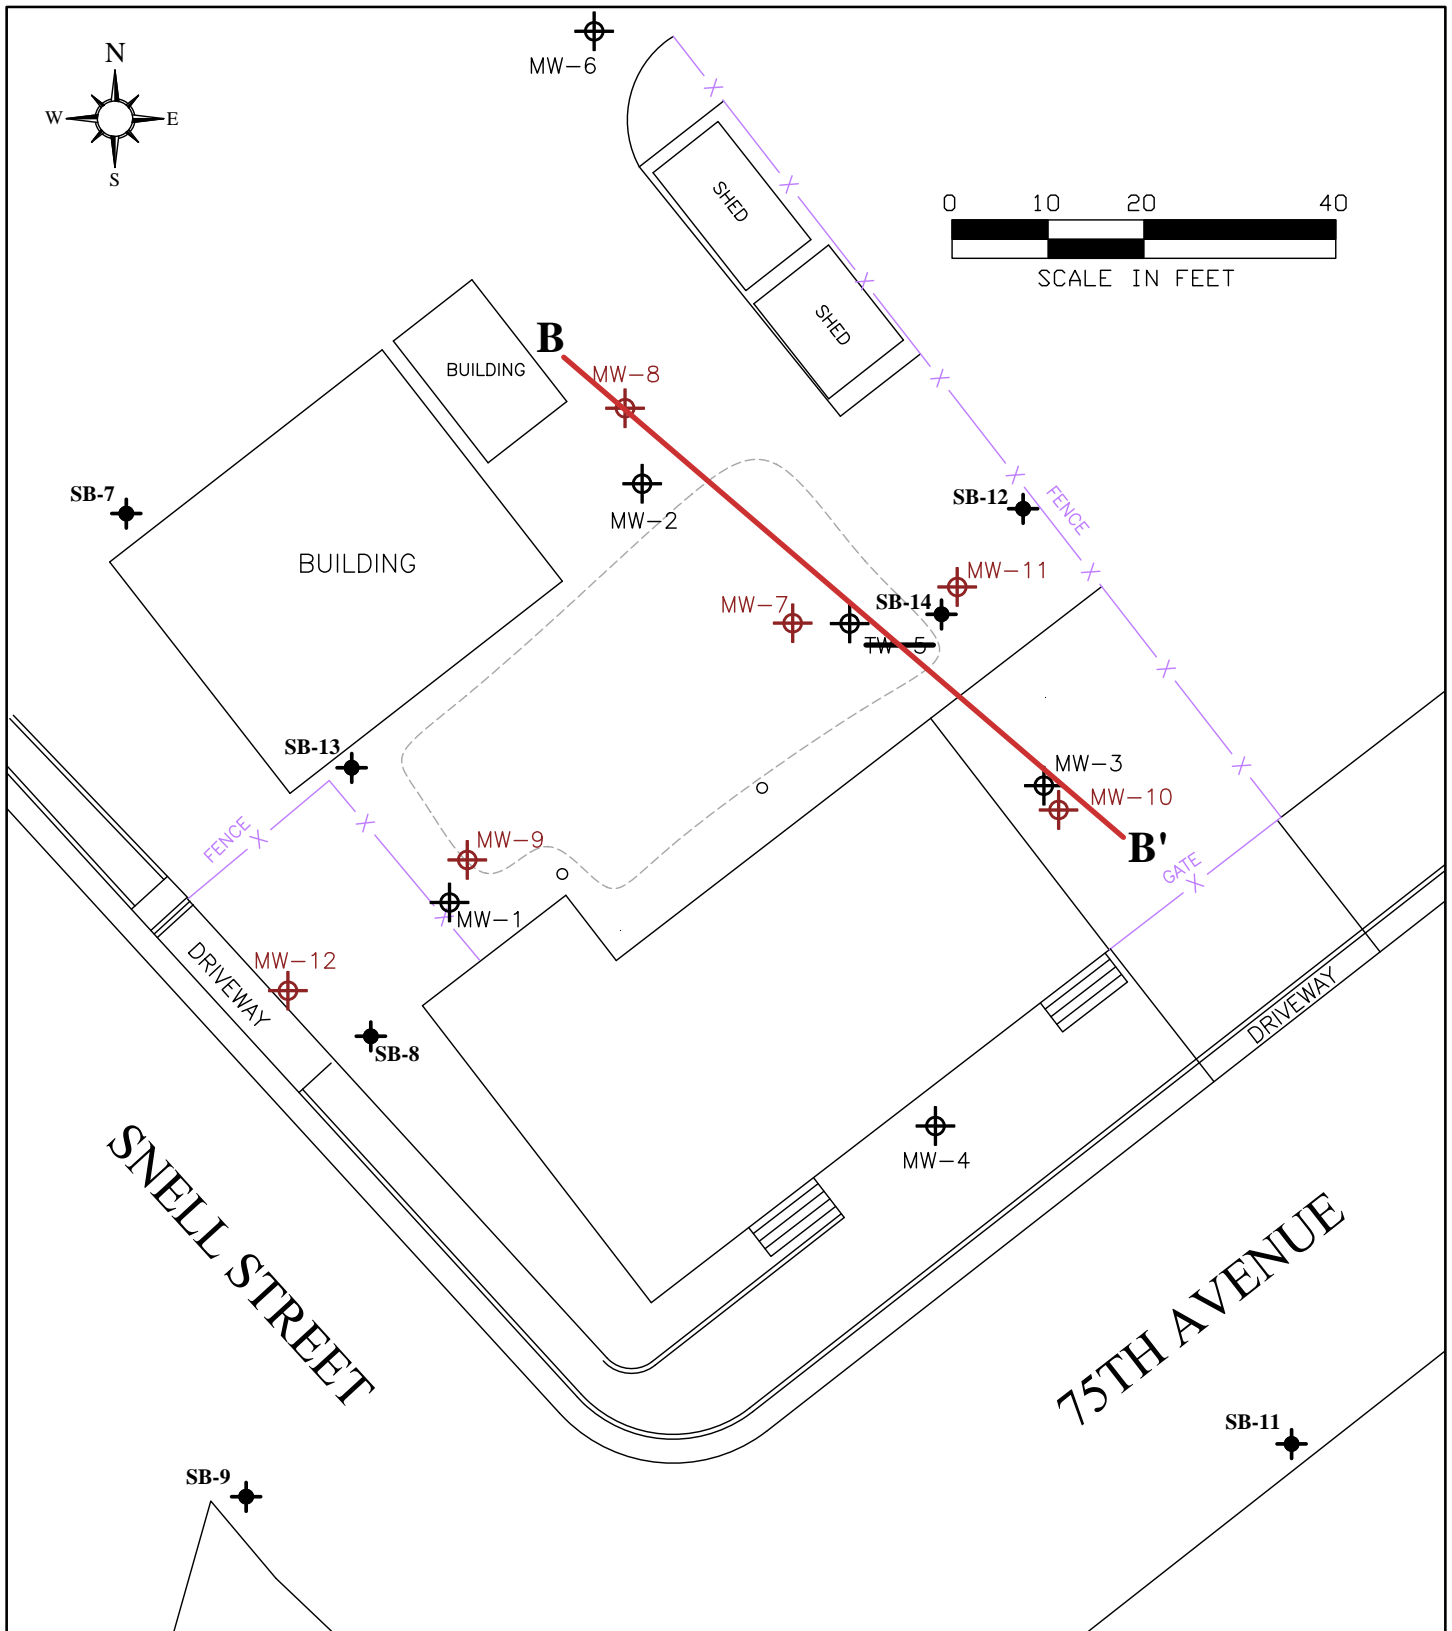 MW-6
N
W E
S
SHED
0 10 20 40
SCALE IN FEET
SHED
B
BUILDING
MW-8
SB-7
MW-2
SB-12
FENCE
BUILDING
MW-11
MW-7
SB-14
TW-5
SB-13
MW-3
MW-10
FENCE
MW-9
B'
GATE
MW-1
MW-12
DRIVEWAY
DRIVEWAY
SB-8
MW-4
SNELL STREET
75TH AVENUE
SB-11
SB-9